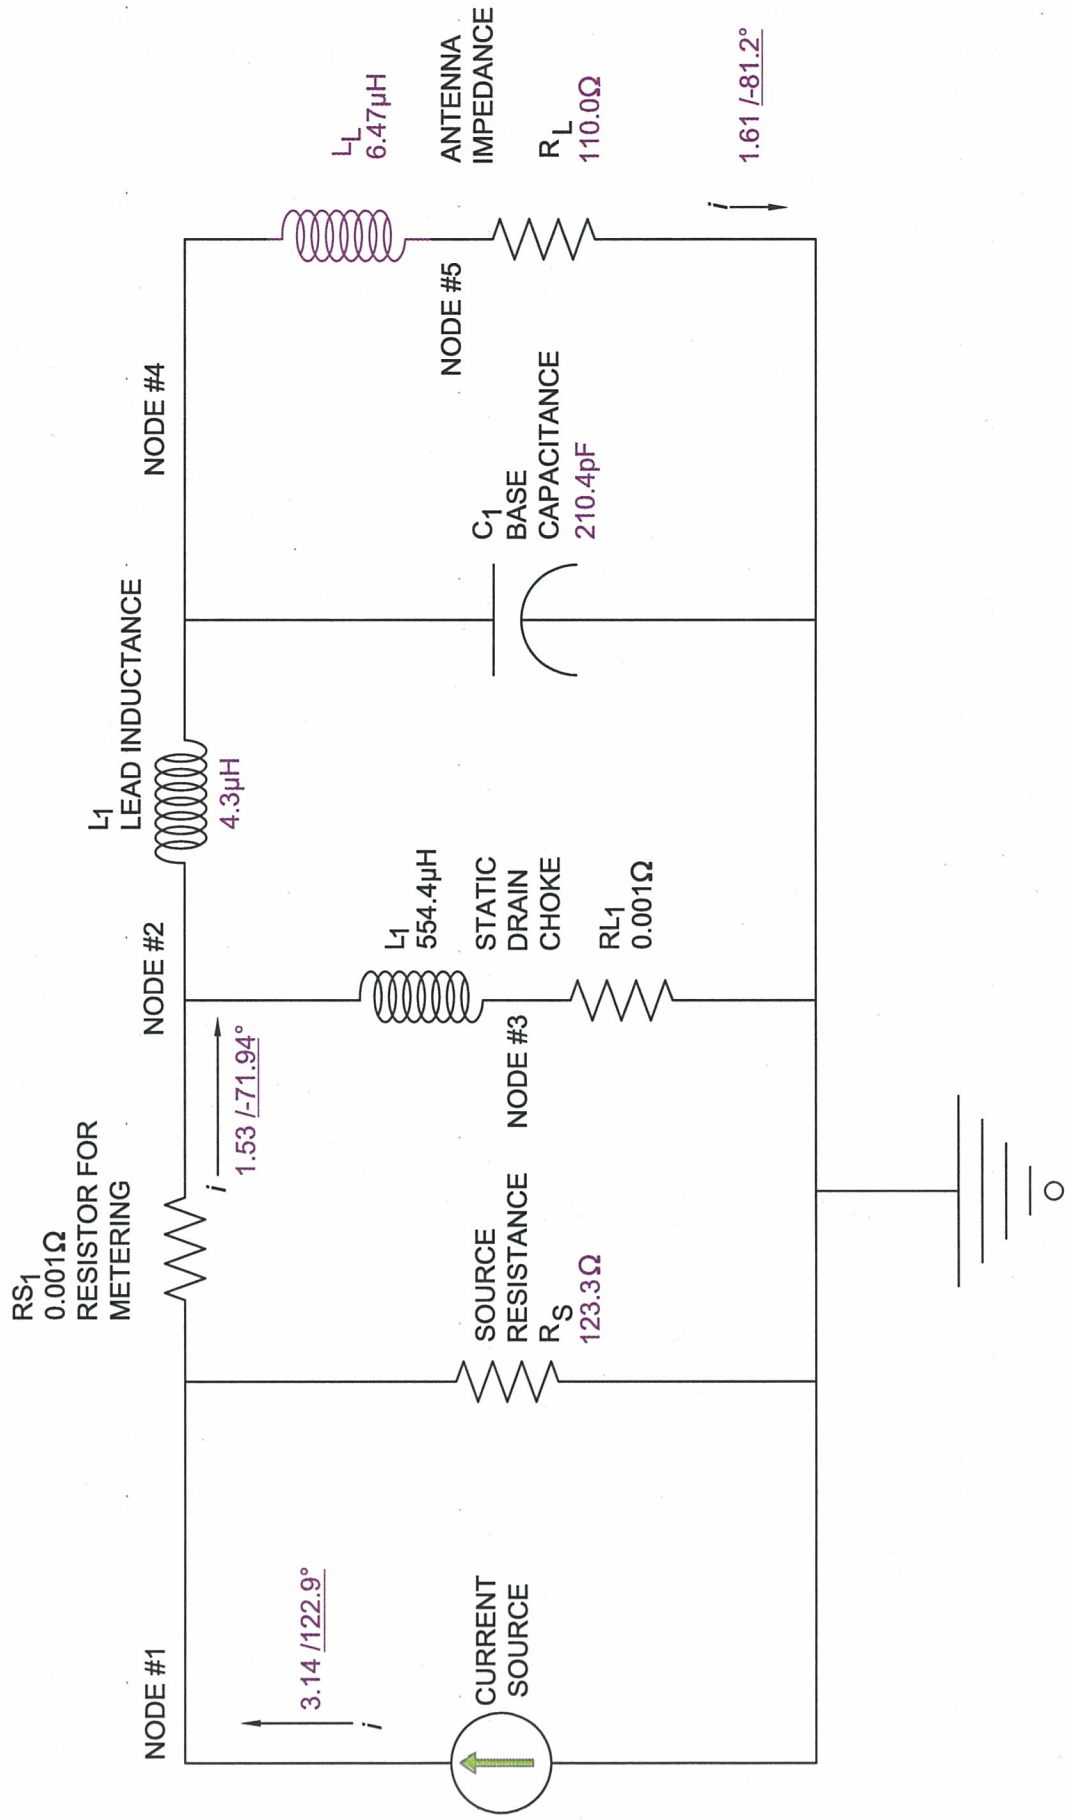 NODE #1
3.14 /122.9°
i
CURRENT
SOURCE
RS1
0.001Ω
RESISTOR FOR
METERING
i
1.53 /-71.94°
SOURCE
RESISTANCE
RS
123.3Ω
NODE #2
L1
554.4µH
STATIC
DRAIN
CHOKE
NODE #3
RL1
0.001Ω
L1
LEAD INDUCTANCE
4.3µH
NODE #4
C1
BASE
CAPACITANCE
210.4pF
LL
6.47µH
NODE #5
ANTENNA
IMPEDANCE
RL
110.0Ω
i
1.61 /-81.2°